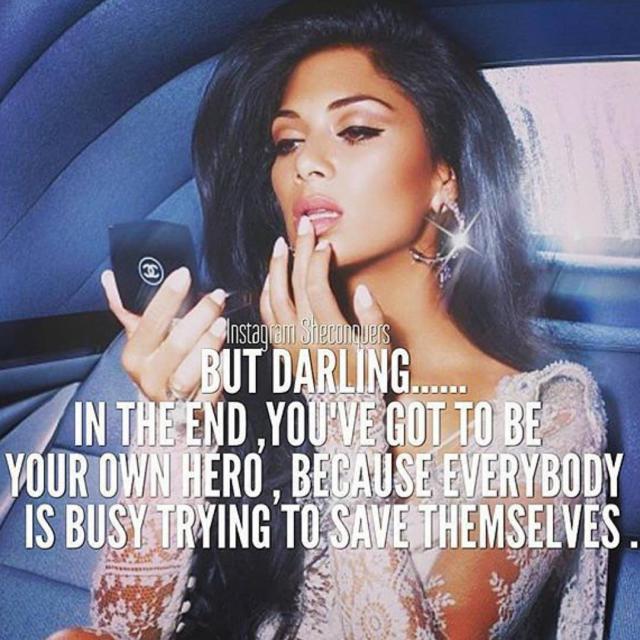 Instagram Sheconquers
BUT DARLING......
IN THE END ,YOU'VE GOT TO BE
YOUR OWN HERO , BECAUSE EVERYBODY
IS BUSY TRYING TO SAVE THEMSELVES .